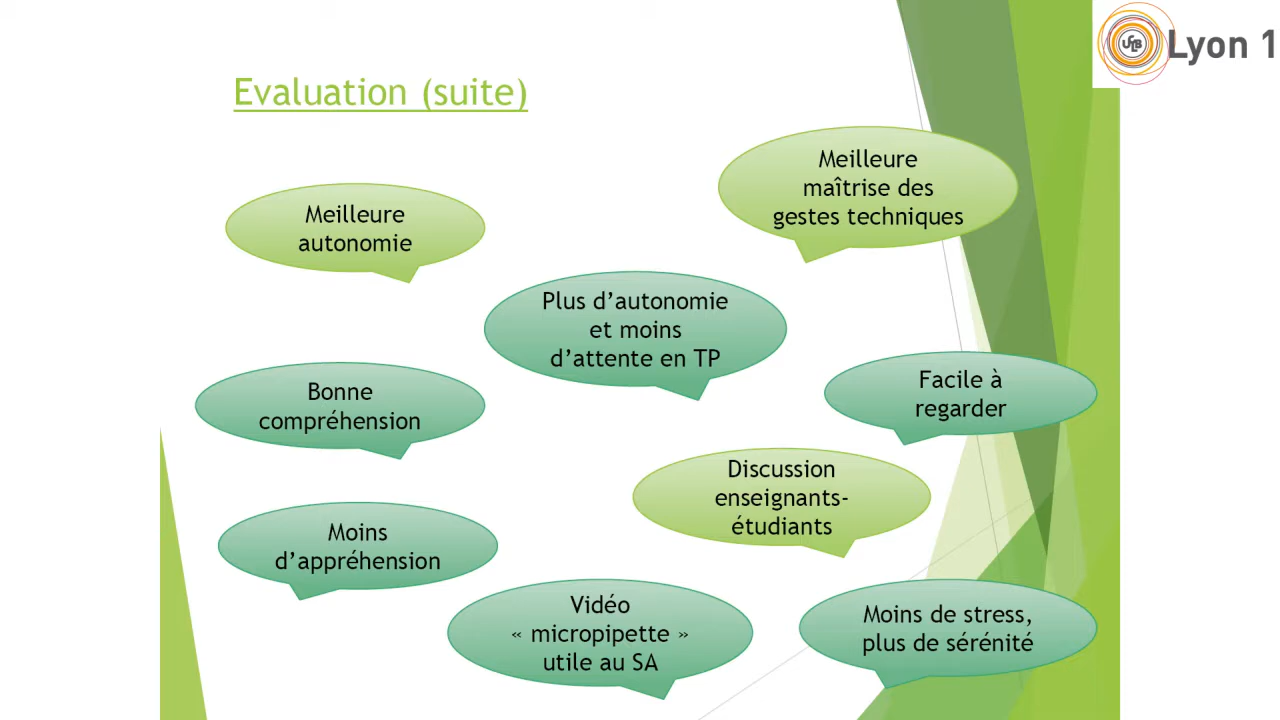 Lyon 1
Evaluation (suite)
Meilleure
maîtrise des
gestes techniques
Meilleure
autonomie
Plus d’autonomie
et moins
d’attente en TP
Facile à
regarder
Bonne
compréhension
Discussion
enseignants-
étudiants
Moins
d’appréhension
Vidéo
« micropipette »
utile au SA
Moins de stress,
plus de sérénité